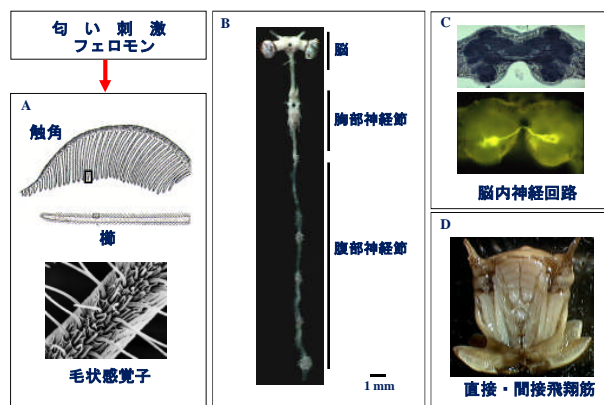 匂い刺激
フェロモン
A
触角
櫛
毛状感覚子
B
脳
胸部神経節
腹部神経節
1 mm
C
脳内神経回路
D
直接・間接飛翔筋